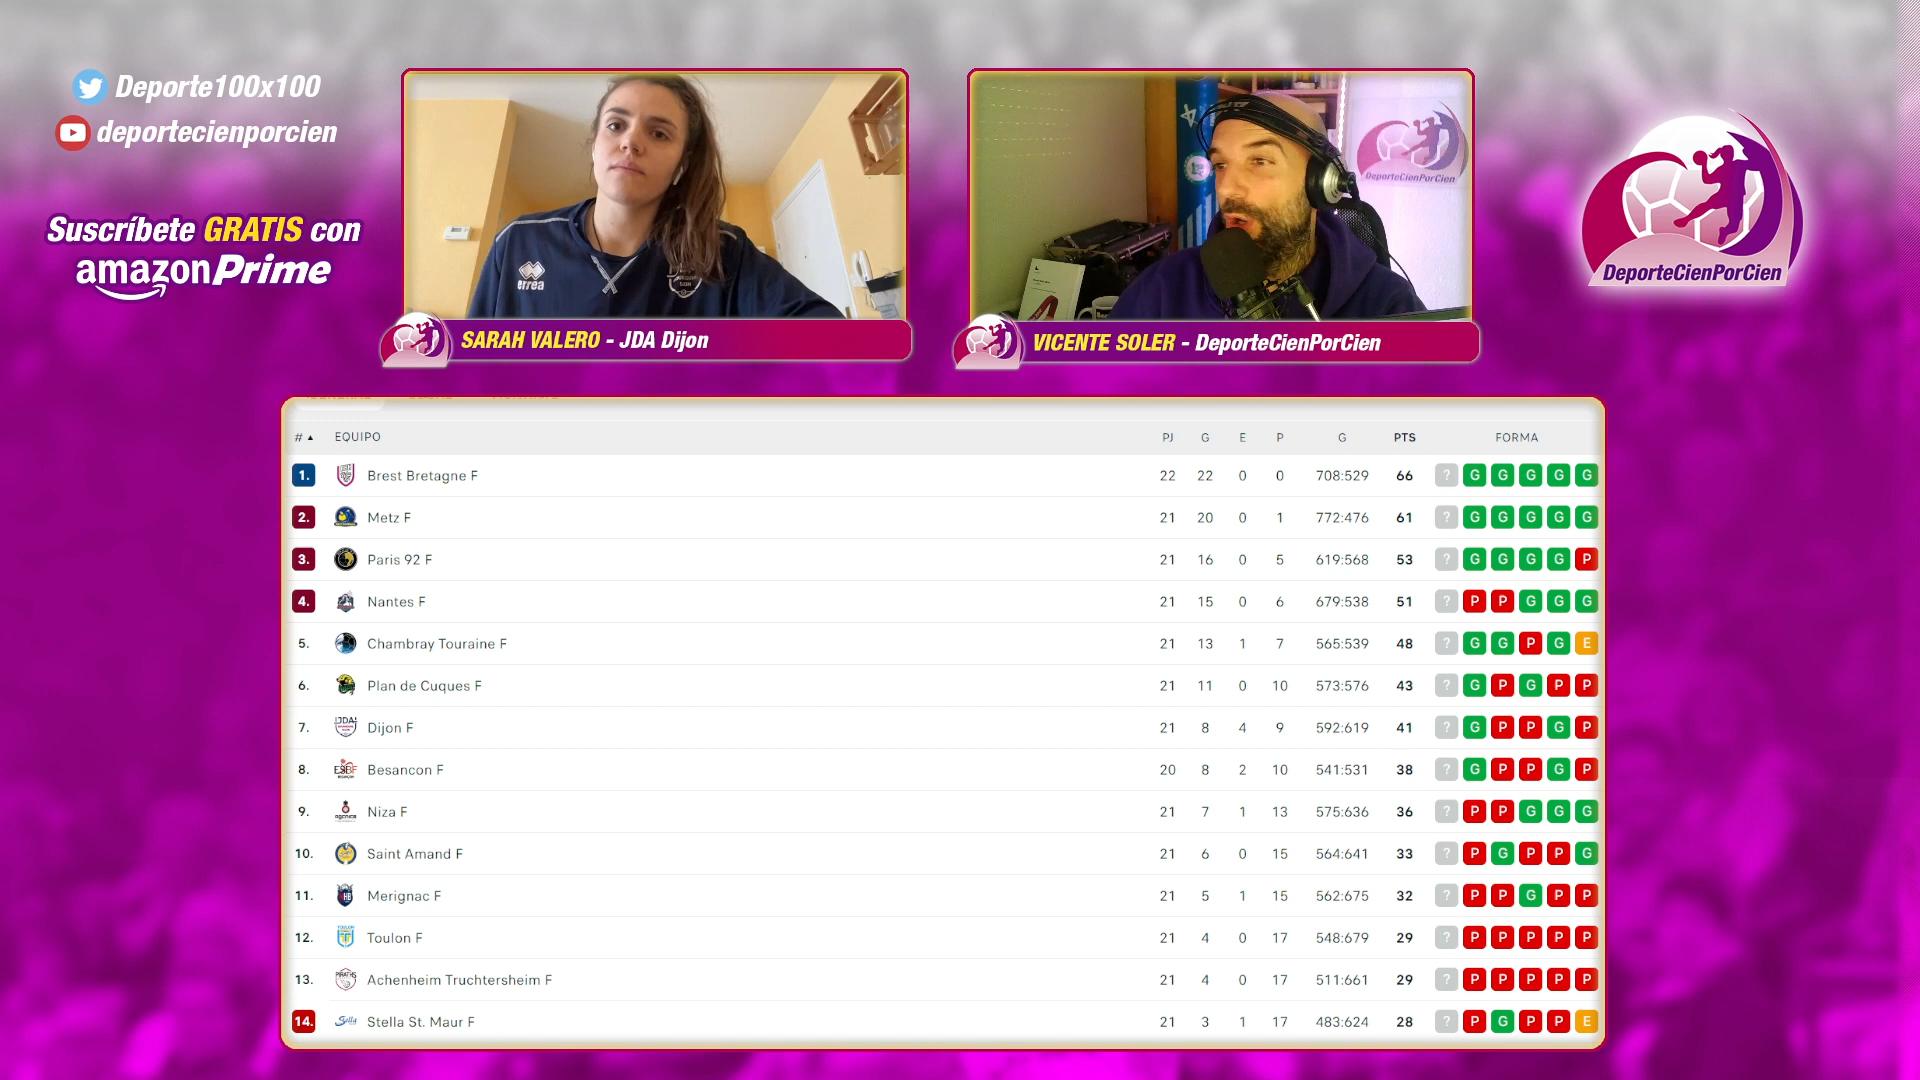 Deporte100x100
deportecienporcien
Suscríbete GRATIS con
amazonPrime
errea
SARAH VALERO - JDA Dijon
DeporteCienPorCien
VICENTE SOLER - DeporteCienPorCien
DeporteCienPorCien
# ▲ EQUIPO PJ G E P G PTS FORMA
1. Brest Bretagne F 22 22 0 0 708:529 66 ? G G G G G
2. Metz F 21 20 0 1 772:476 61 ? G G G G G
3. Paris 92 F 21 16 0 5 619:568 53 ? G G G G P
4. Nantes F 21 15 0 6 679:538 51 ? P P G G G
5. Chambray Touraine F 21 13 1 7 565:539 48 ? G G P G E
6. Plan de Cuques F 21 11 0 10 573:576 43 ? G P G P P
7. JDA Dijon F 21 8 4 9 592:619 41 ? G P P G P
8. ESBF Besancon F 20 8 2 10 541:531 38 ? G P P G P
9. Niza F 21 7 1 13 575:636 36 ? P P G G G
10. Saint Amand F 21 6 0 15 564:641 33 ? P G P P G
11. Merignac F 21 5 1 15 562:675 32 ? P P G P P
12. TOULON Toulon F 21 4 0 17 548:679 29 ? P P P P P
13. Achenheim Truchtersheim F 21 4 0 17 511:661 29 ? P P P P P
14. Stella St. Maur F 21 3 1 17 483:624 28 ? P G P P E